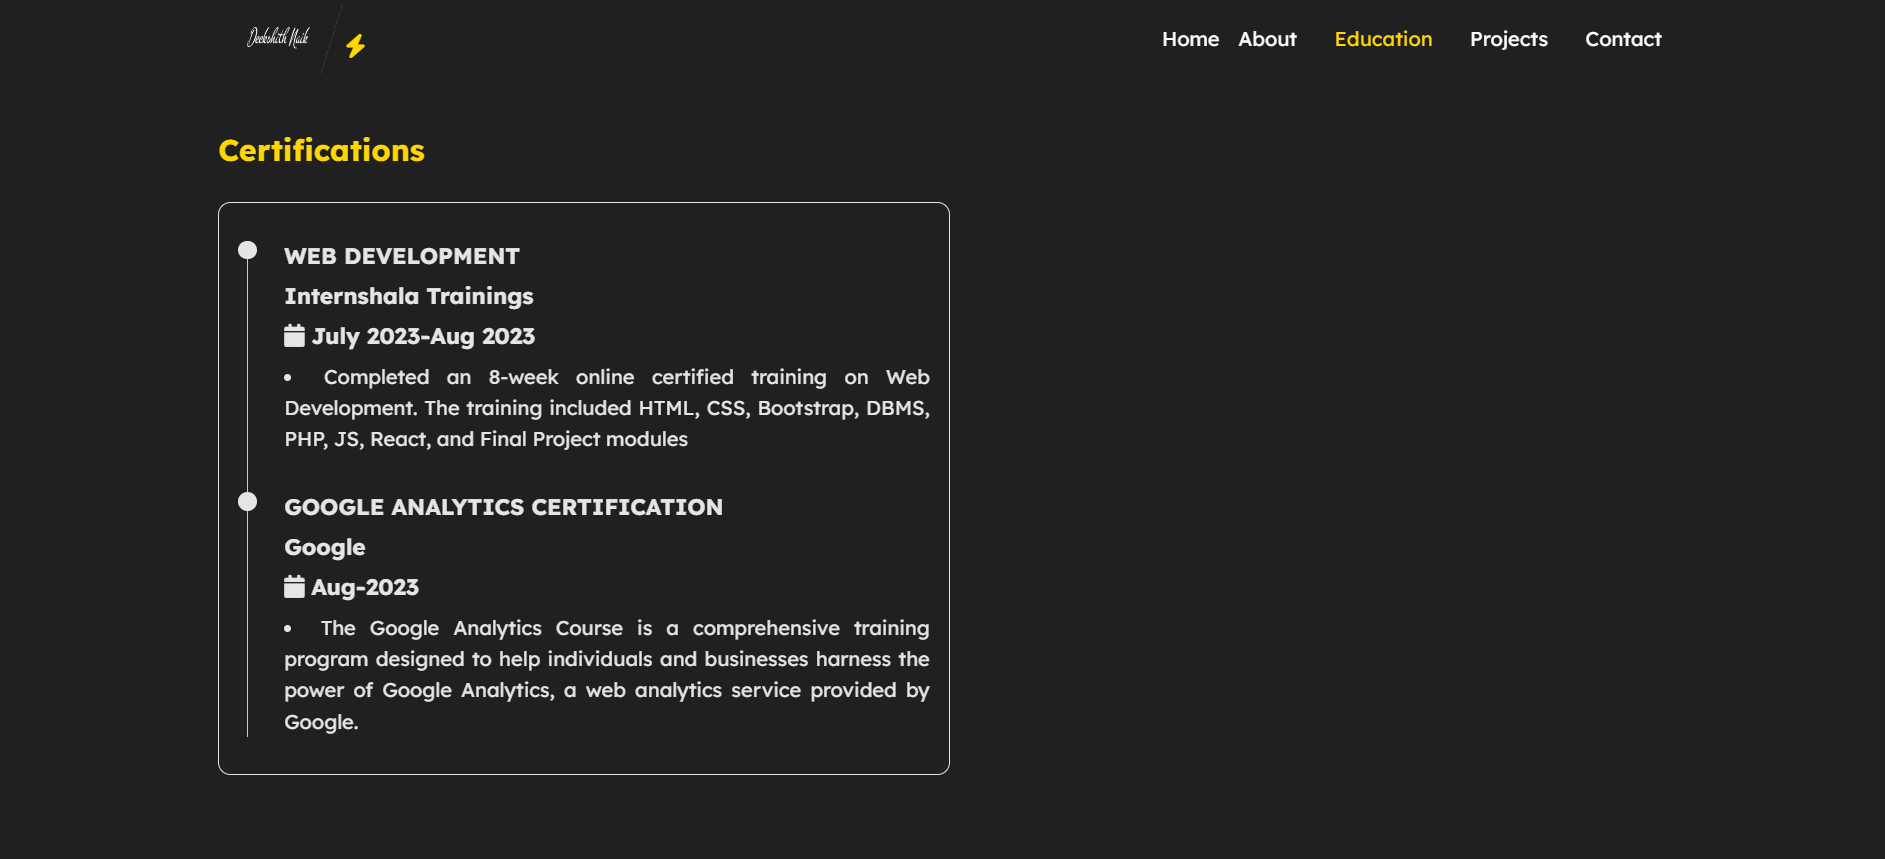 Deekshith Naik
Home About Education Projects Contact
Certifications
WEB DEVELOPMENT
Internshala Trainings
July 2023-Aug 2023
• Completed an 8-week online certified training on Web
Development. The training included HTML, CSS, Bootstrap, DBMS,
PHP, JS, React, and Final Project modules
GOOGLE ANALYTICS CERTIFICATION
Google
Aug-2023
• The Google Analytics Course is a comprehensive training
program designed to help individuals and businesses harness the
power of Google Analytics, a web analytics service provided by
Google.